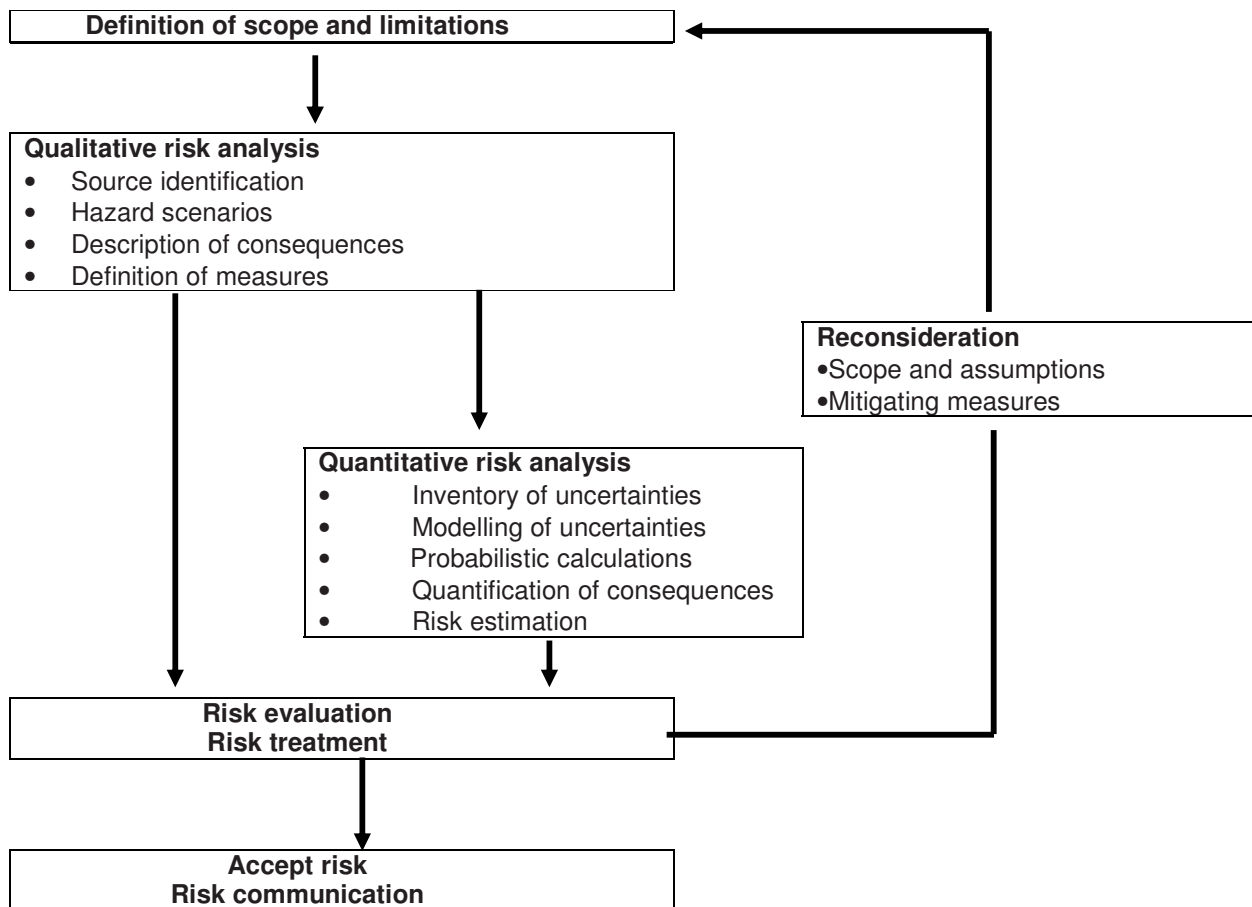 Definition of scope and limitations
Qualitative risk analysis
• Source identification
• Hazard scenarios
• Description of consequences
• Definition of measures
Reconsideration
•Scope and assumptions
•Mitigating measures
Quantitative risk analysis
• Inventory of uncertainties
• Modelling of uncertainties
• Probabilistic calculations
• Quantification of consequences
• Risk estimation
Risk evaluation
Risk treatment
Accept risk
Risk communication